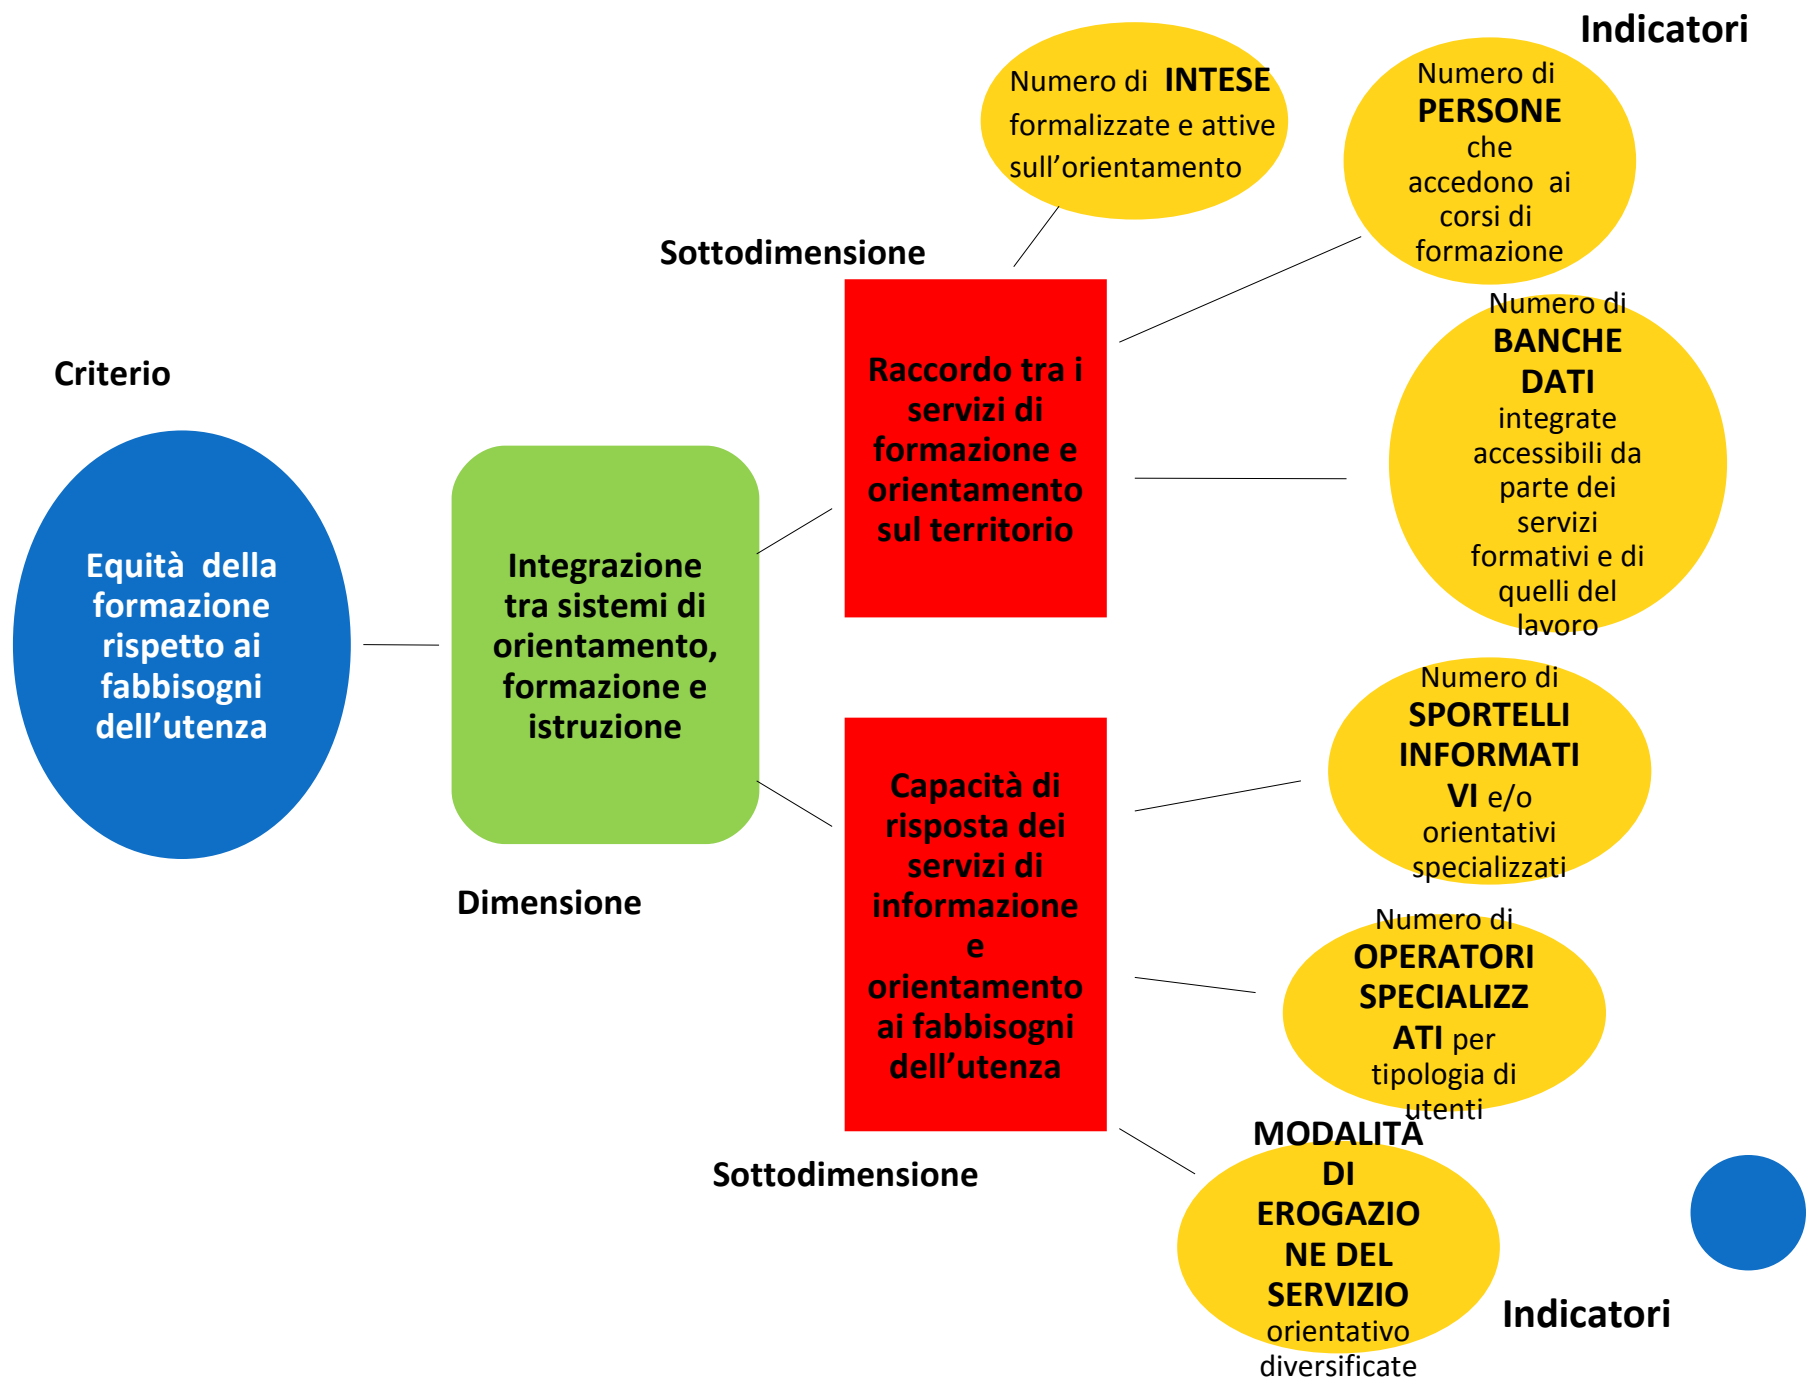 Indicatori
Numero di INTESE
formalizzate e attive
sull’orientamento
Numero di
PERSONE
che
accedono ai
corsi di
formazione
Sottodimensione
Raccordo tra i
servizi di
formazione e
orientamento
sul territorio
Numero di
BANCHE
DATI
integrate
accessibili da
parte dei
servizi
formativi e di
quelli del
lavoro
Criterio
Equità della
formazione
rispetto ai
fabbisogni
dell’utenza
Integrazione
tra sistemi di
orientamento,
formazione e
istruzione
Dimensione
Capacità di
risposta dei
servizi di
informazione
e
orientamento
ai fabbisogni
dell’utenza
Sottodimensione
Numero di
SPORTELLI
INFORMATI
VI e/o
orientativi
specializzati
Numero di
OPERATORI
SPECIALIZZ
ATI per
tipologia di
utenti
MODALITÀ
DI
EROGAZIO
NE DEL
SERVIZIO
orientativo
diversificate
Indicatori